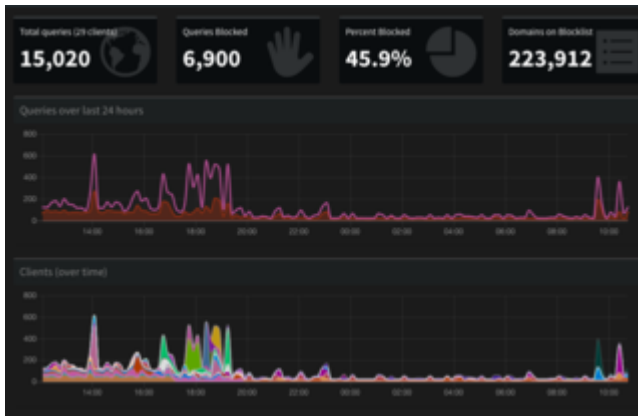 Total queries (29 clients)
15,020
Queries Blocked
6,900
Percent Blocked
45.9%
Domains on Blocklist
223,912
Queries over last 24 hours
800
600
400
200
0
14:00 16:00 18:00 20:00 22:00 00:00 02:00 04:00 06:00 08:00 10:00
Clients (over time)
800
600
400
200
0
14:00 16:00 18:00 20:00 22:00 00:00 02:00 04:00 06:00 08:00 10:00